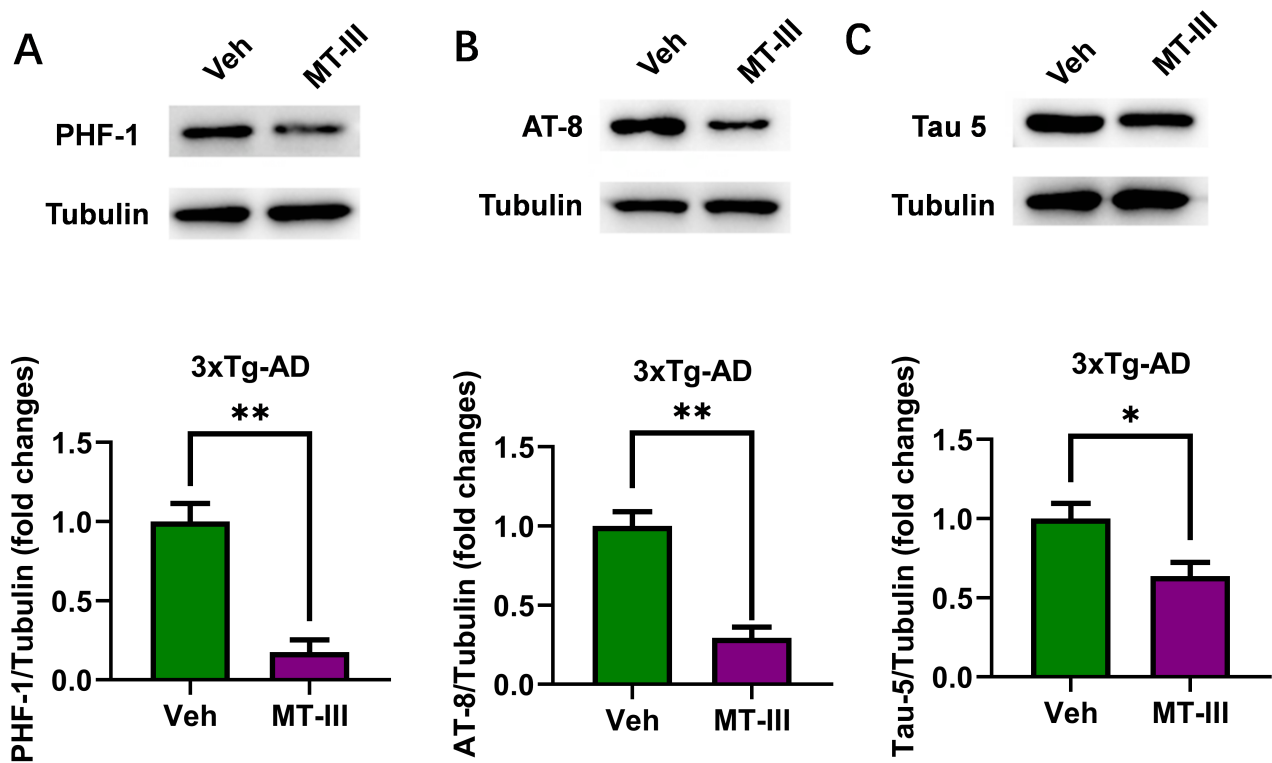 A
Veh
MT-III
PHF-1
Tubulin
3xTg-AD
**
PHF-1/Tubulin (fold changes)
1.5
1.0
0.5
0.0
Veh
MT-III
B
Veh
MT-III
AT-8
Tubulin
3xTg-AD
**
AT-8/Tubulin (fold changes)
1.5
1.0
0.5
0.0
Veh
MT-III
C
Veh
MT-III
Tau 5
Tubulin
3xTg-AD
*
Tau-5/Tubulin (fold changes)
1.5
1.0
0.5
0.0
Veh
MT-III